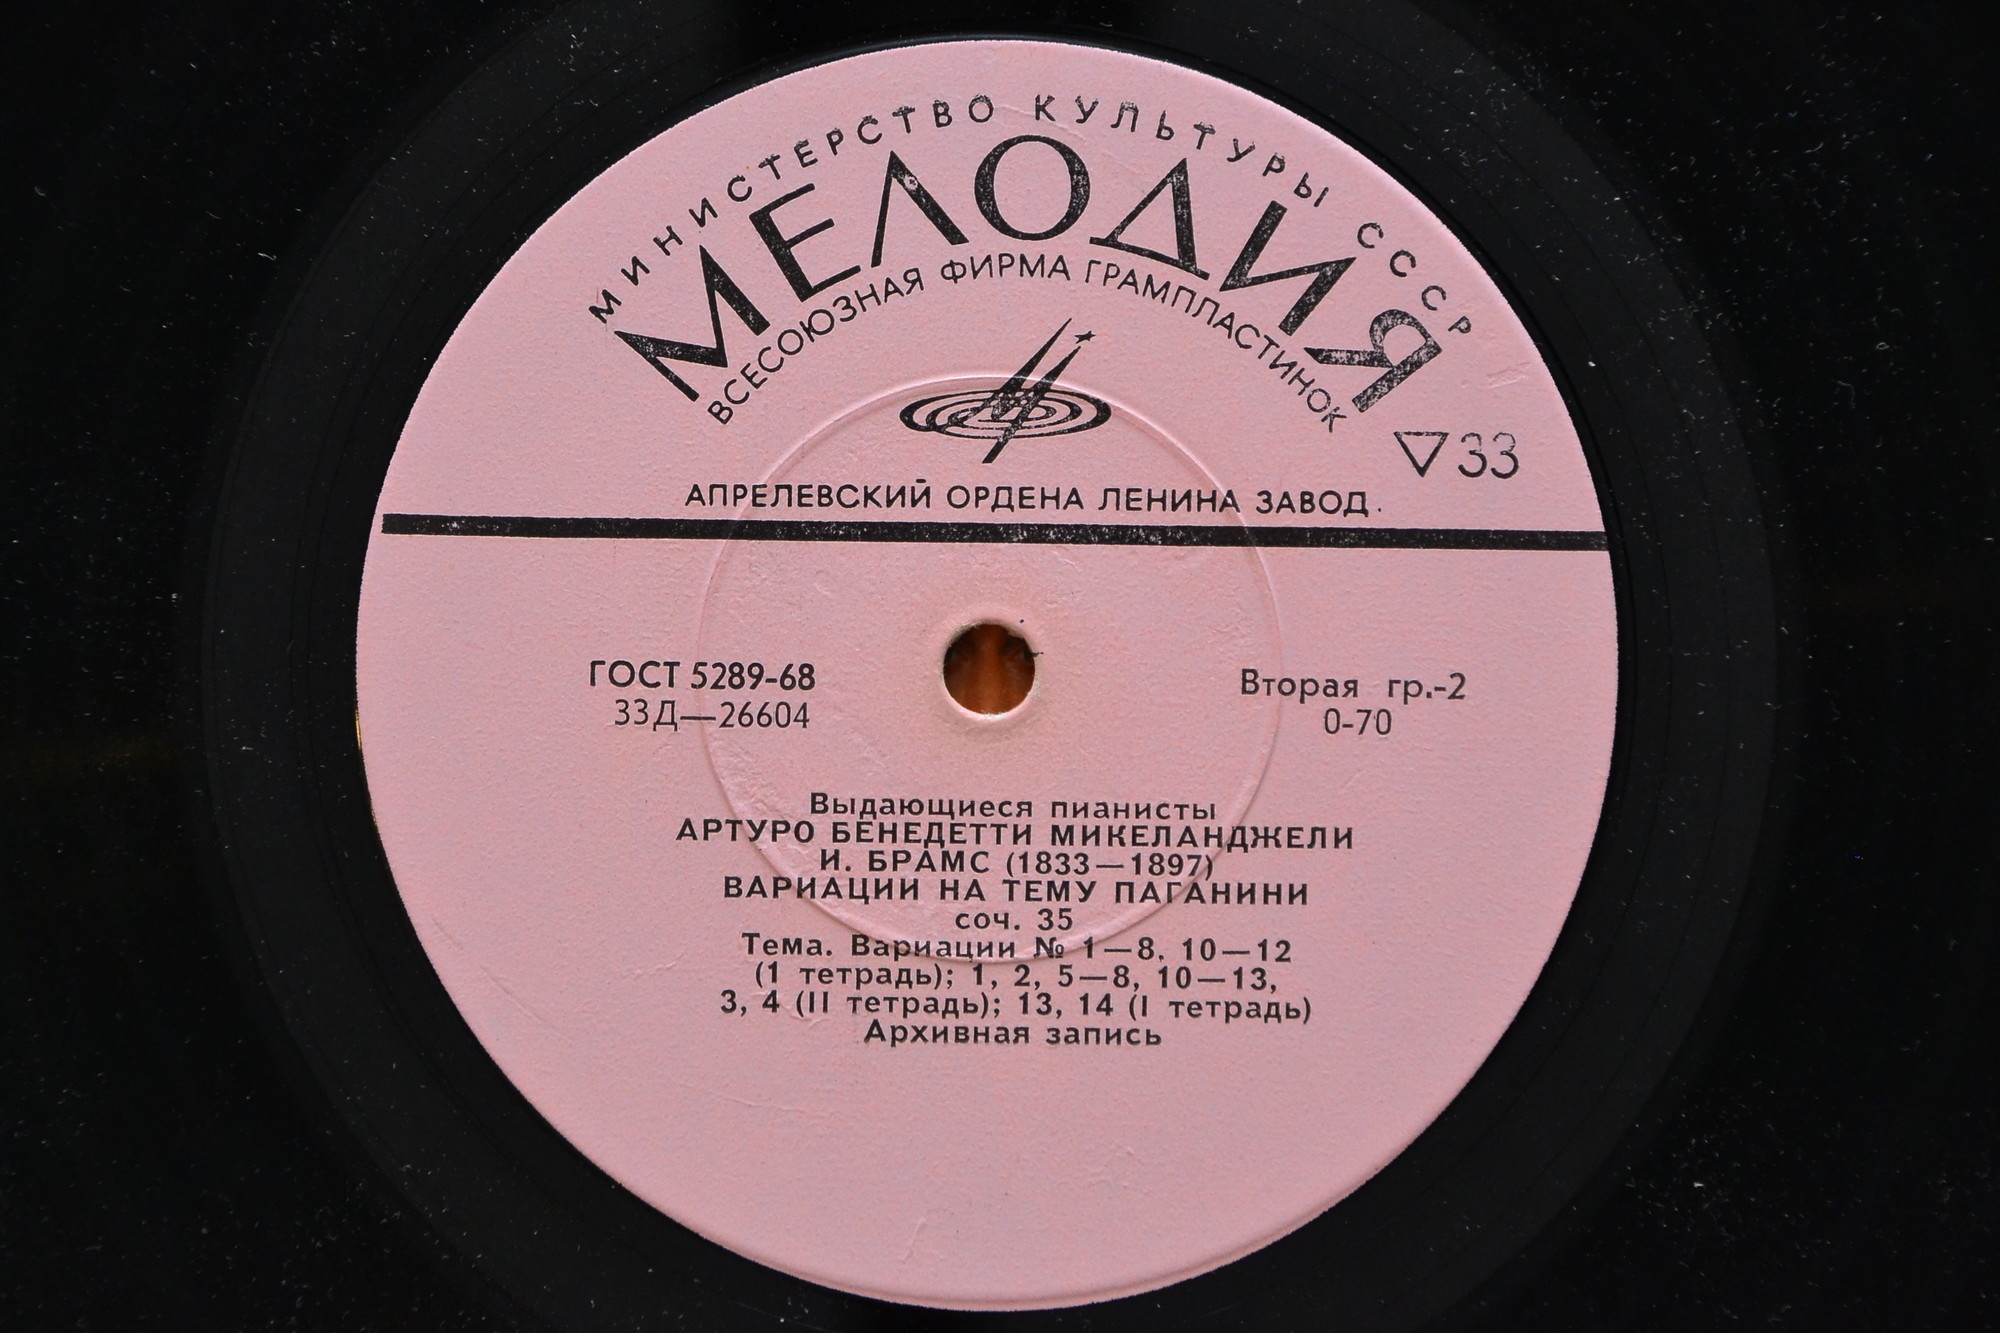 МИНИСТЕРСТВО КУЛЬТУРЫ СССР
МЕЛОДИЯ
ВСЕСОЮЗНАЯ ФИРМА ГРАМПЛАСТИНОК
▽33
АПРЕЛЕВСКИЙ ОРДЕНА ЛЕНИНА ЗАВОД.
ГОСТ 5289-68
33Д—26604
Вторая гр.-2
0-70
Выдающиеся пианисты
АРТУРО БЕНЕДЕТТИ МИКЕЛАНДЖЕЛИ
И. БРАМС (1833—1897)
ВАРИАЦИИ НА ТЕМУ ПАГАНИНИ
соч. 35
Тема. Вариации № 1—8, 10—12
(1 тетрадь); 1, 2, 5—8, 10—13,
3, 4 (II тетрадь); 13, 14 (I тетрадь)
Архивная запись